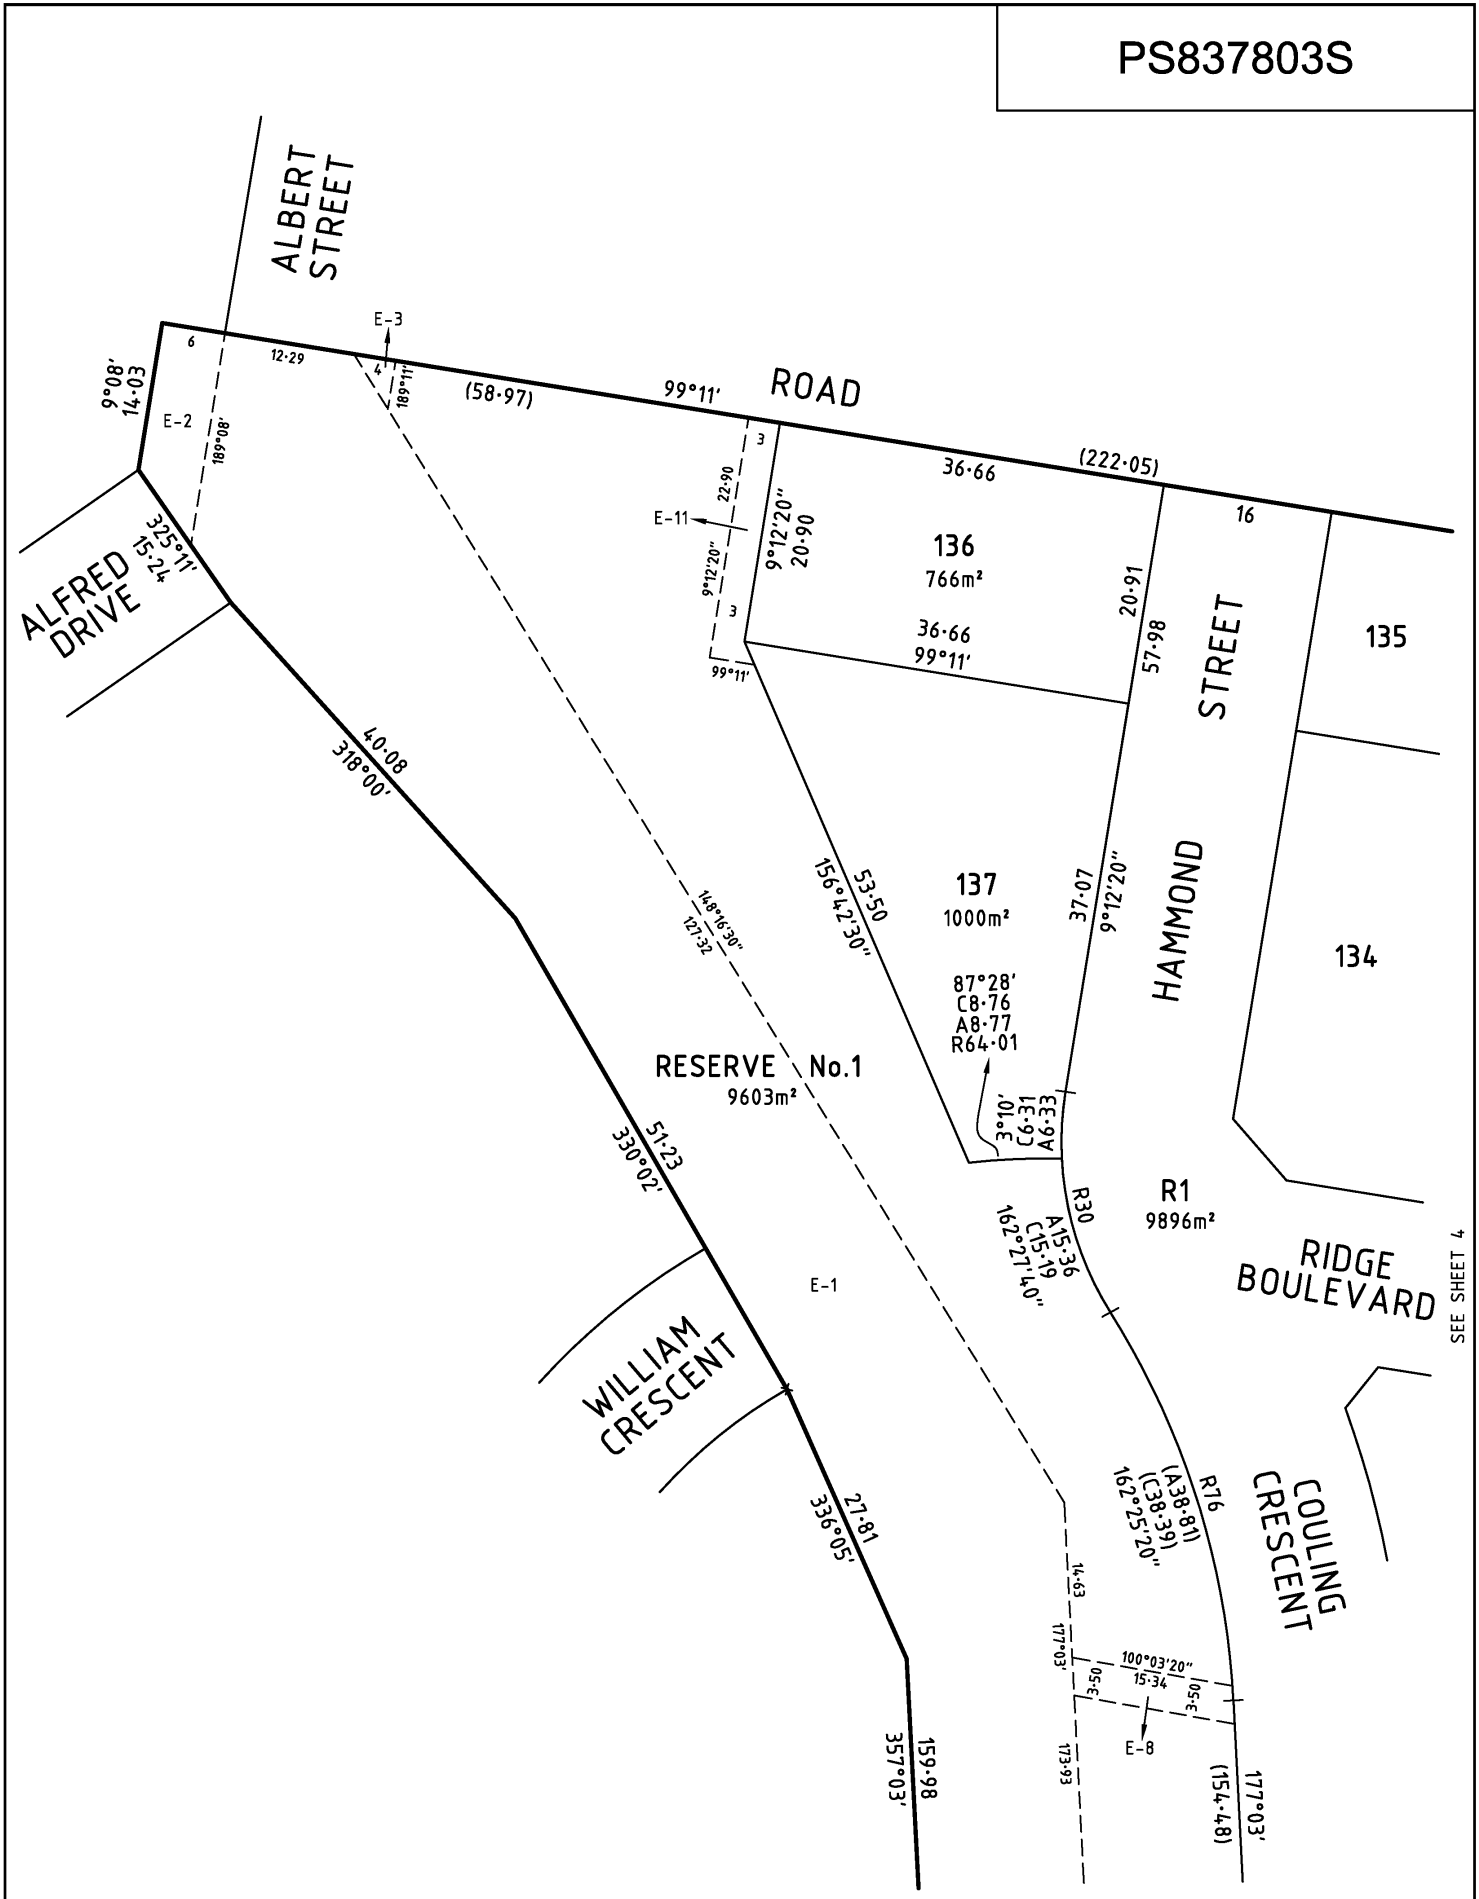 PS837803S
ALBERT
STREET
E-3
6
12·29
4
189°11'
(58·97)
99°11'
ROAD
(222·05)
9°08'
14·03
E-2
189°08'
3
36·66
16
22·90
E-11
9°12'20"
20·90
136
766m²
9°12'20"
3
20·91
57·98
STREET
135
325°11'
15·24
ALFRED
DRIVE
36·66
99°11'
99°11'
40·08
318°00'
53·50
156°42'30"
137
1000m²
37·07
9°12'20"
HAMMOND
134
148°16'30"
127·32
87°28'
C8·76
A8·77
R64·01
RESERVE No.1
9603m²
3°10'
C6·31
A6·33
51·23
330°02'
R30
A15·36
C15·19
162°27'40"
R1
9896m²
RIDGE
BOULEVARD
SEE SHEET 4
E-1
WILLIAM
CRESCENT
27·81
336°05'
R76
(A38·81)
(C38·39)
162°25'20"
COULING
CRESCENT
14·63
177°03'
100°03'20"
15·34
3·50
3·50
E-8
173·93
159·98
357°03'
177°03'
(154·48)